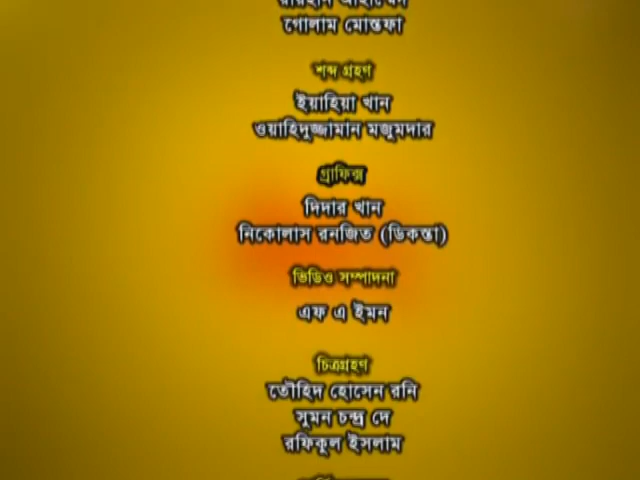 গোলাম মোস্তফা
শব্দ গ্রহণ
ইয়াহিয়া খান
ওয়াহিদুজ্জামান মজুমদার
গ্রাফিক্স
দিদার খান
নিকোলাস রনজিত (ডিকস্তা)
ভিডিও সম্পাদনা
এফ এ ইমন
চিত্রগ্রহণ
তৌহিদ হোসেন রনি
সুমন চন্দ্র দে
রফিকুল ইসলাম